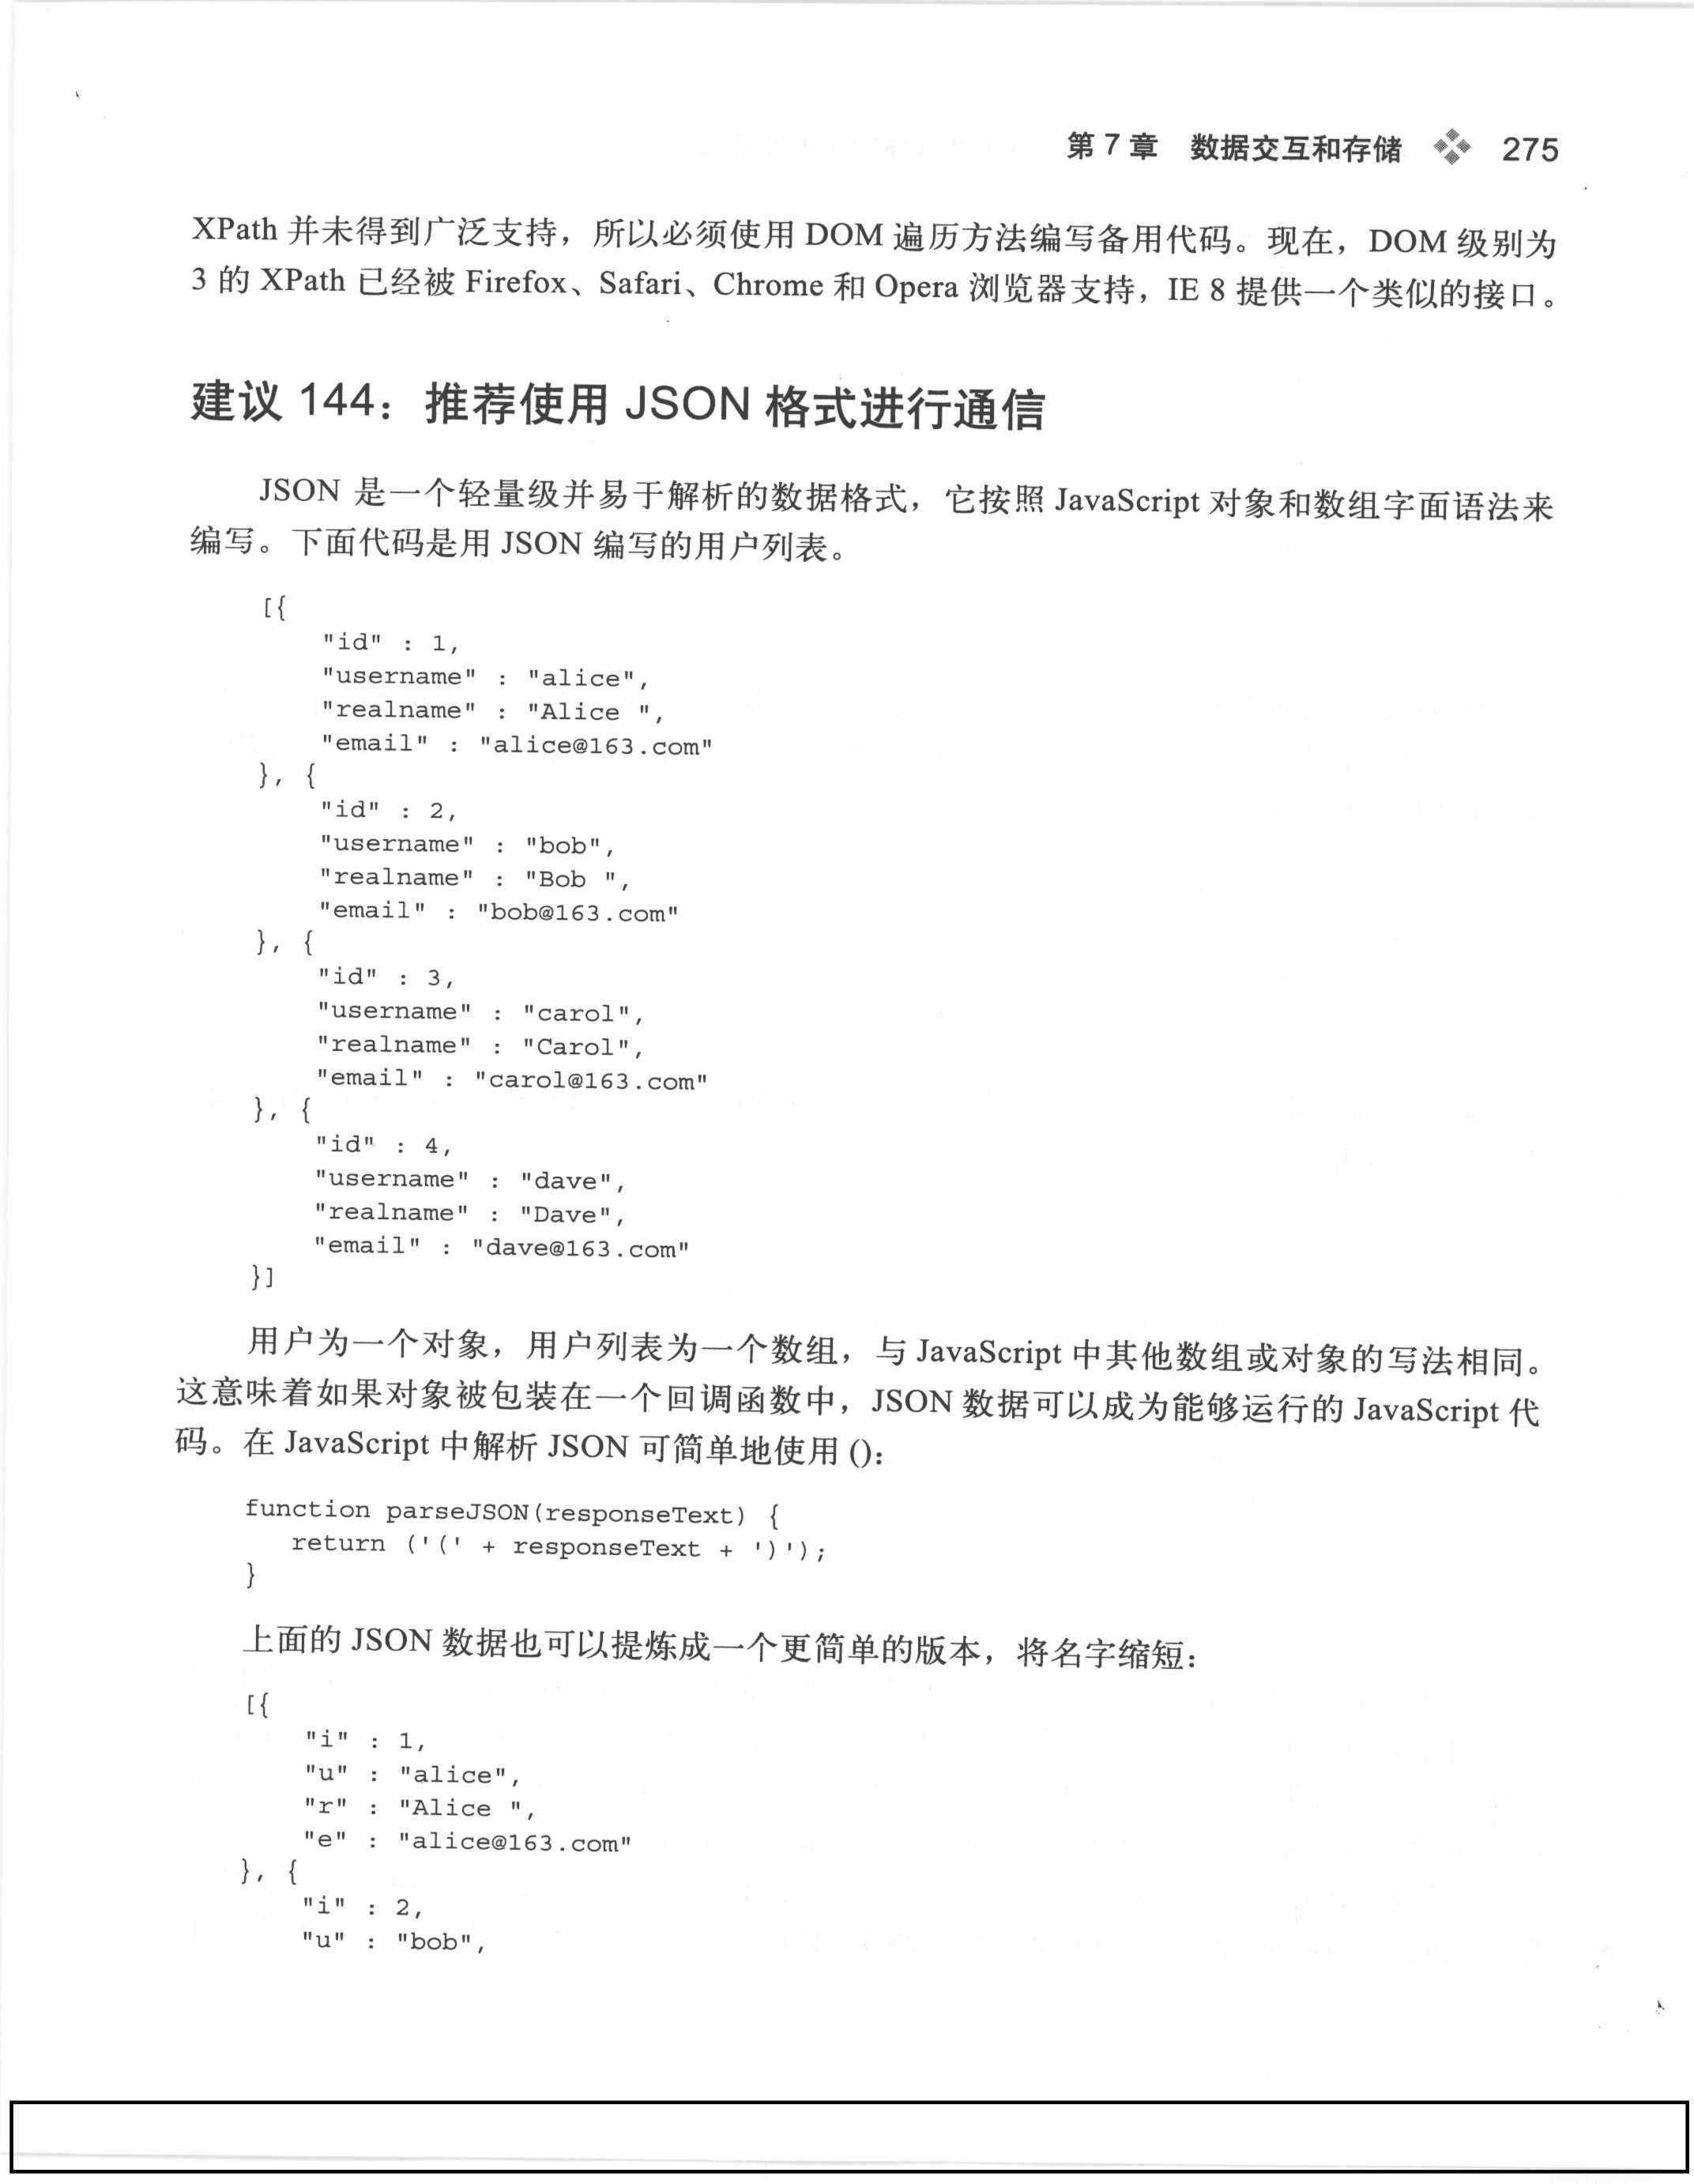 第 7 章 数据交互和存储 275
XPath 并未得到广泛支持，所以必须使用 DOM 遍历方法编写备用代码。现在，DOM 级别为
3 的 XPath 已经被 Firefox、Safari、Chrome 和 Opera 浏览器支持，IE 8 提供一个类似的接口。
建议 144：推荐使用 JSON 格式进行通信
JSON 是一个轻量级并易于解析的数据格式，它按照 JavaScript 对象和数组字面语法来
编写。下面代码是用 JSON 编写的用户列表。
[{
"id" : 1,
"username" : "alice",
"realname" : "Alice ",
"email" : "alice@163.com"
}, {
"id" : 2,
"username" : "bob",
"realname" : "Bob ",
"email" : "bob@163.com"
}, {
"id" : 3,
"username" : "carol",
"realname" : "Carol",
"email" : "carol@163.com"
}, {
"id" : 4,
"username" : "dave",
"realname" : "Dave",
"email" : "dave@163.com"
}]
用户为一个对象，用户列表为一个数组，与 JavaScript 中其他数组或对象的写法相同。
这意味着如果对象被包装在一个回调函数中，JSON 数据可以成为能够运行的 JavaScript 代
码。在 JavaScript 中解析 JSON 可简单地使用 ()：
function parseJSON(responseText) {
return ('(' + responseText + ')');
}
上面的 JSON 数据也可以提炼成一个更简单的版本，将名字缩短：
[{
"i" : 1,
"u" : "alice",
"r" : "Alice ",
"e" : "alice@163.com"
}, {
"i" : 2,
"u" : "bob",